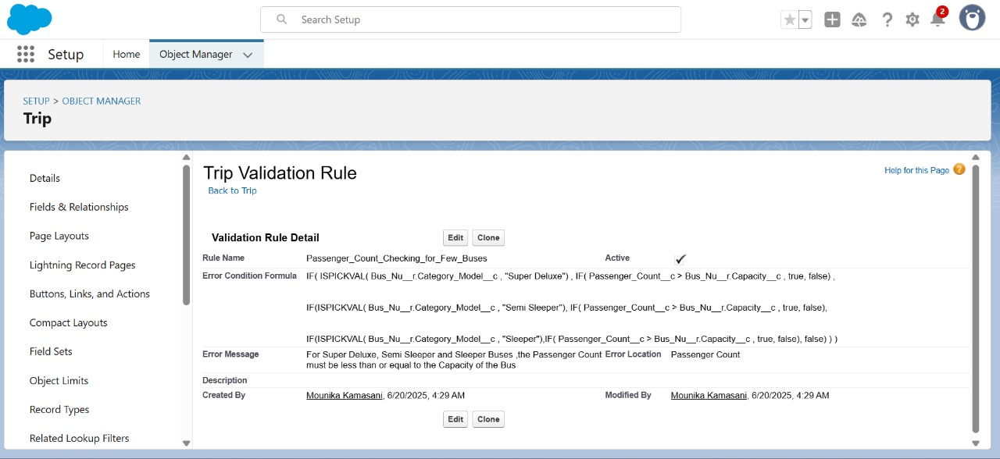 Search Setup
2
Setup
Home
Object Manager
SETUP > OBJECT MANAGER
Trip
Details
Fields & Relationships
Page Layouts
Lightning Record Pages
Buttons, Links, and Actions
Compact Layouts
Field Sets
Object Limits
Record Types
Related Lookup Filters
Trip Validation Rule
Help for this Page ?
Back to Trip
Validation Rule Detail
Edit Clone
Rule Name Passenger_Count_Checking_for_Few_Buses Active
Error Condition Formula IF( ISPICKVAL( Bus_Nu__r.Category_Model__c , "Super Deluxe") , IF( Passenger_Count__c > Bus_Nu__r.Capacity__c , true, false) ,
IF(ISPICKVAL( Bus_Nu__r.Category_Model__c , "Semi Sleeper"), IF( Passenger_Count__c > Bus_Nu__r.Capacity__c , true, false),
IF(ISPICKVAL( Bus_Nu__r.Category_Model__c , "Sleeper"),IF( Passenger_Count__c > Bus_Nu__r.Capacity__c , true, false), false) ) )
Error Message For Super Deluxe, Semi Sleeper and Sleeper Buses ,the Passenger Count Error Location Passenger Count
must be less than or equal to the Capacity of the Bus
Description
Created By Mounika Kamasani, 6/20/2025, 4:29 AM Modified By Mounika Kamasani, 6/20/2025, 4:29 AM
Edit Clone